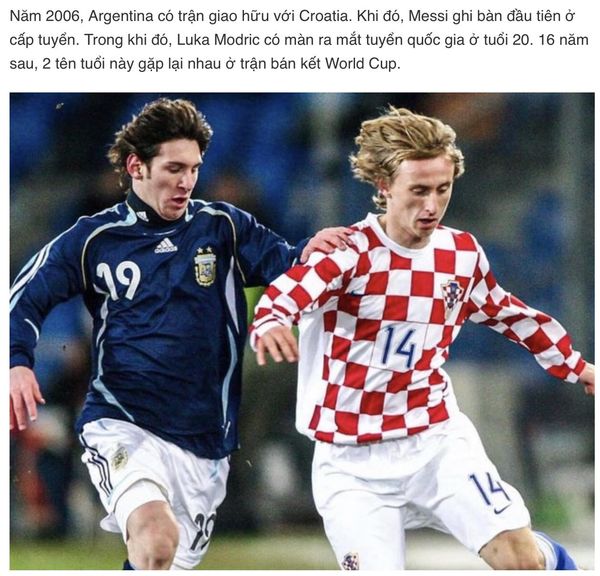 Năm 2006, Argentina có trận giao hữu với Croatia. Khi đó, Messi ghi bàn đầu tiên ở
cấp tuyển. Trong khi đó, Luka Modric có màn ra mắt tuyển quốc gia ở tuổi 20. 16 năm
sau, 2 tên tuổi này gặp lại nhau ở trận bán kết World Cup.
adidas
19
14
14
19